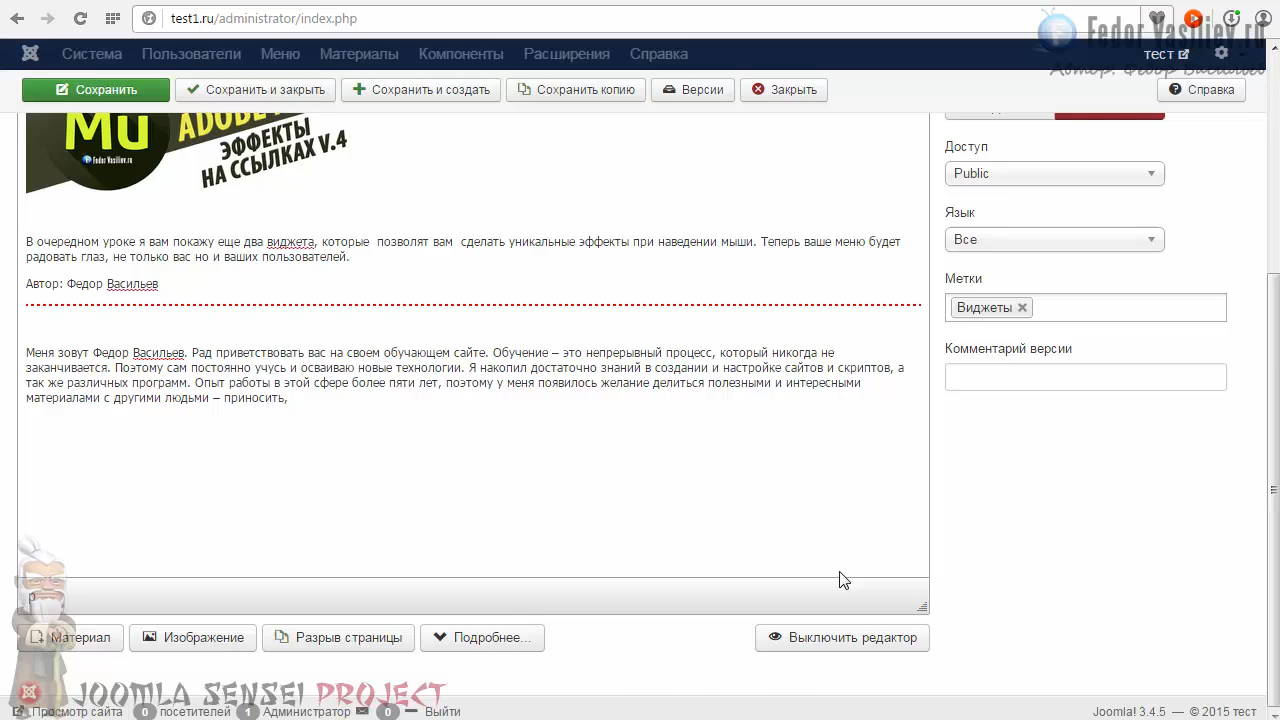 test1.ru/administrator/index.php
Fedor Vasiliev.ru
Автор: Федор Васильев
Система Пользователи Меню Материалы Компоненты Расширения Справка тест
Сохранить Сохранить и закрыть Сохранить и создать Сохранить копию Версии Закрыть Справка
Mu
Fedor Vasiliev.ru
ADOBE
ЭФФЕКТЫ
НА ССЫЛКАХ V.4
Доступ
Public
Язык
Все
Метки
Виджеты
Комментарий версии
В очередном уроке я вам покажу еще два виджета, которые позволят вам сделать уникальные эффекты при наведении мыши. Теперь ваше меню будет
радовать глаз, не только вас но и ваших пользователей.
Автор: Федор Васильев
Меня зовут Федор Васильев. Рад приветствовать вас на своем обучающем сайте. Обучение – это непрерывный процесс, который никогда не
заканчивается. Поэтому сам постоянно учусь и осваиваю новые технологии. Я накопил достаточно знаний в создании и настройке сайтов и скриптов, а
так же различных программ. Опыт работы в этой сфере более пяти лет, поэтому у меня появилось желание делиться полезными и интересными
материалами с другими людьми – приносить,
p
Материал Изображение Разрыв страницы Подробнее... Выключить редактор
JOOMLA SENSEI PROJECT
Просмотр сайта 0 посетителей 1 Администратор 0 Выйти Joomla! 3.4.5 — © 2015 тест